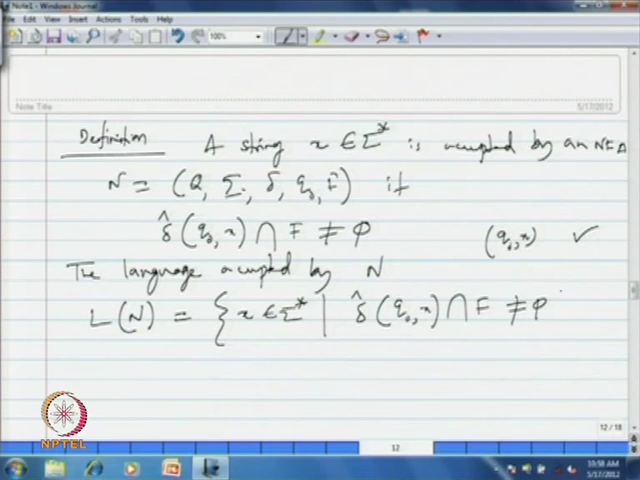 Note1 - Windows Journal
File Edit View Insert Actions Tools Help
100%
Note Title
5/17/2012
Definition A string x ∈ Σ* is accepted by an NFA
N = (Q, Σ, δ, q₀, F) if
δ̂(q₀, x) ∩ F ≠ φ
(q₀, x) ✓
The language accepted by N
L(N) = { x ∈ Σ* | δ̂(q₀, x) ∩ F ≠ φ
12 / 18
NPTEL
12
10:58 AM
5/17/2012